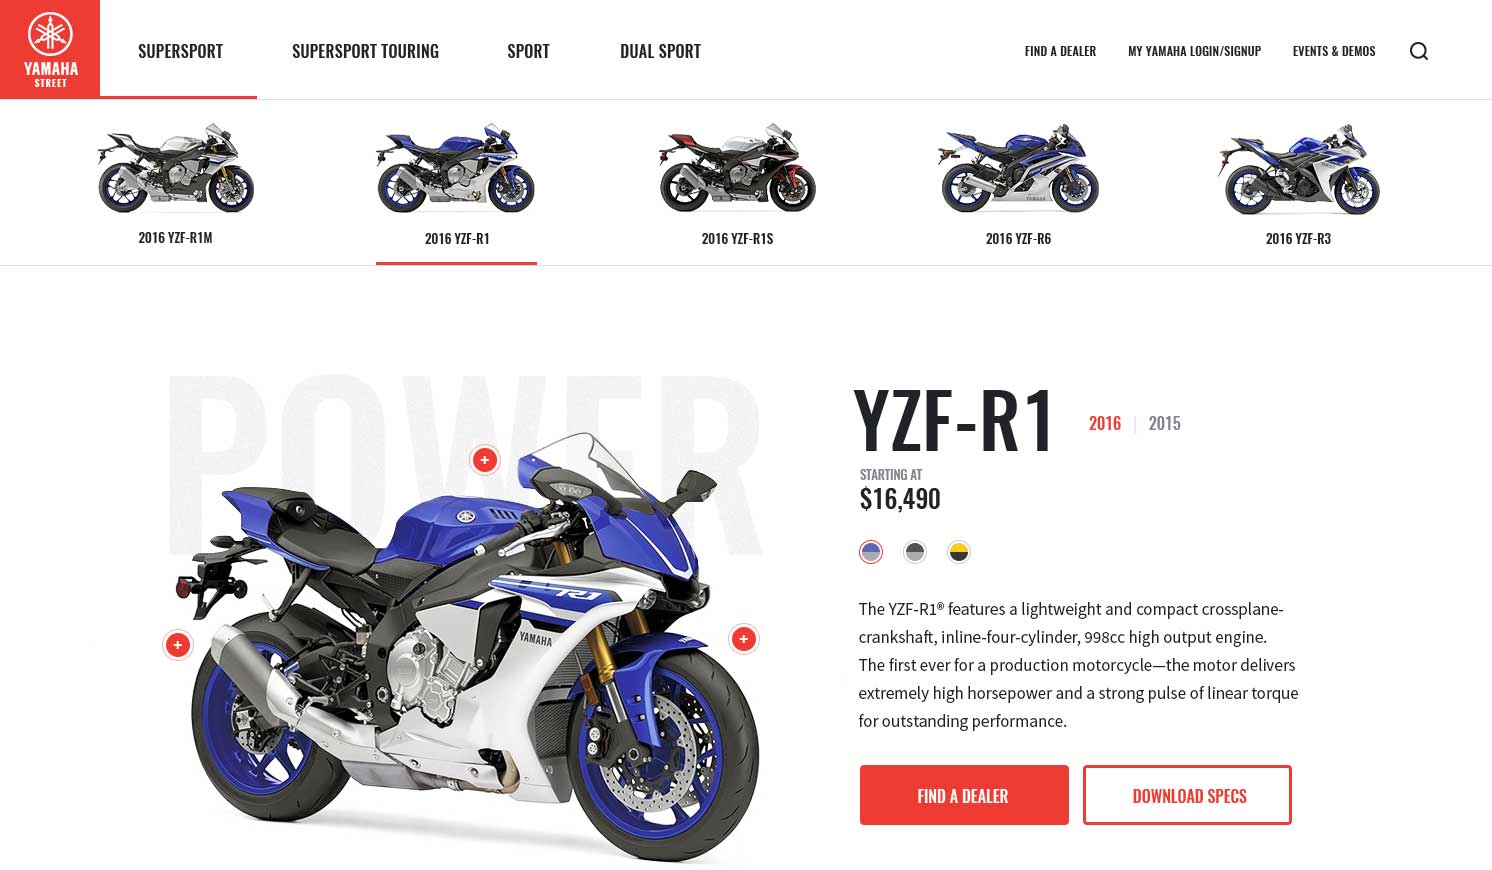 YAMAHA
STREET
SUPERSPORT
SUPERSPORT TOURING
SPORT
DUAL SPORT
FIND A DEALER
MY YAMAHA LOGIN/SIGNUP
EVENTS & DEMOS
2016 YZF-R1M
2016 YZF-R1
2016 YZF-R1S
YAMAHA
2016 YZF-R6
2016 YZF-R3
POWER
R1
YAMAHA
YZF-R1
2016 | 2015
STARTING AT
$16,490
The YZF-R1® features a lightweight and compact crossplane-
crankshaft, inline-four-cylinder, 998cc high output engine.
The first ever for a production motorcycle—the motor delivers
extremely high horsepower and a strong pulse of linear torque
for outstanding performance.
FIND A DEALER
DOWNLOAD SPECS